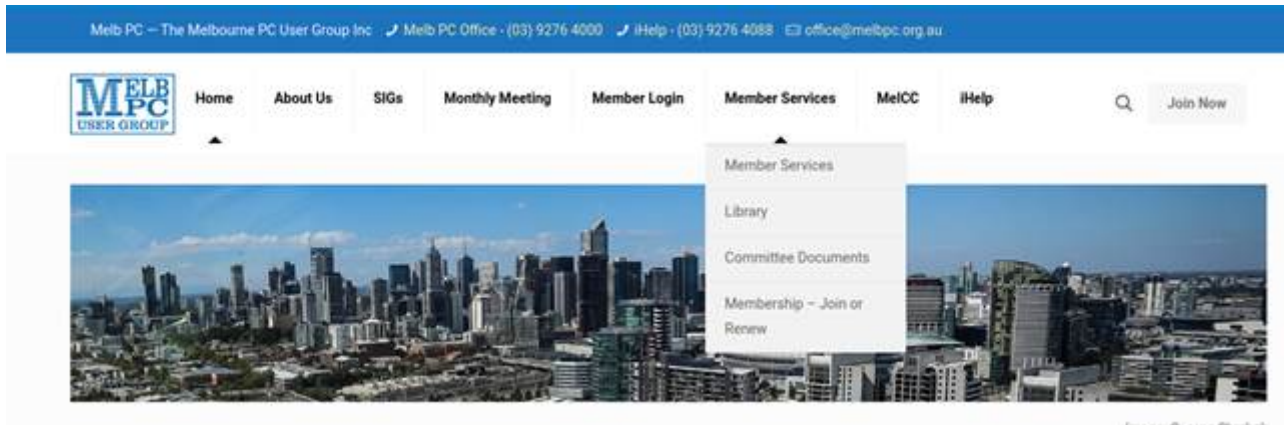 Melb PC – The Melbourne PC User Group Inc Melb PC Office - (03) 9276 4000 iHelp - (03) 9276 4088 office@melbpc.org.au
MELB
PC
USER GROUP
Home About Us SIGs Monthly Meeting Member Login Member Services MelCC iHelp Join Now
Member Services
Library
Committee Documents
Membership – Join or
Renew